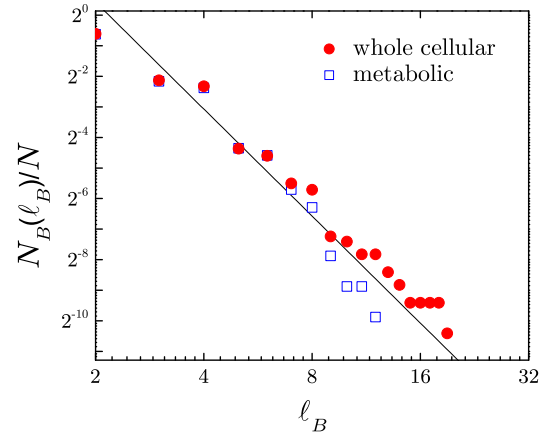 2^0
whole cellular
metabolic
2^-2
2^-4
2^-6
2^-8
2^-10
N_B(ℓ_B)/N
2 4 8 16 32
ℓ_B